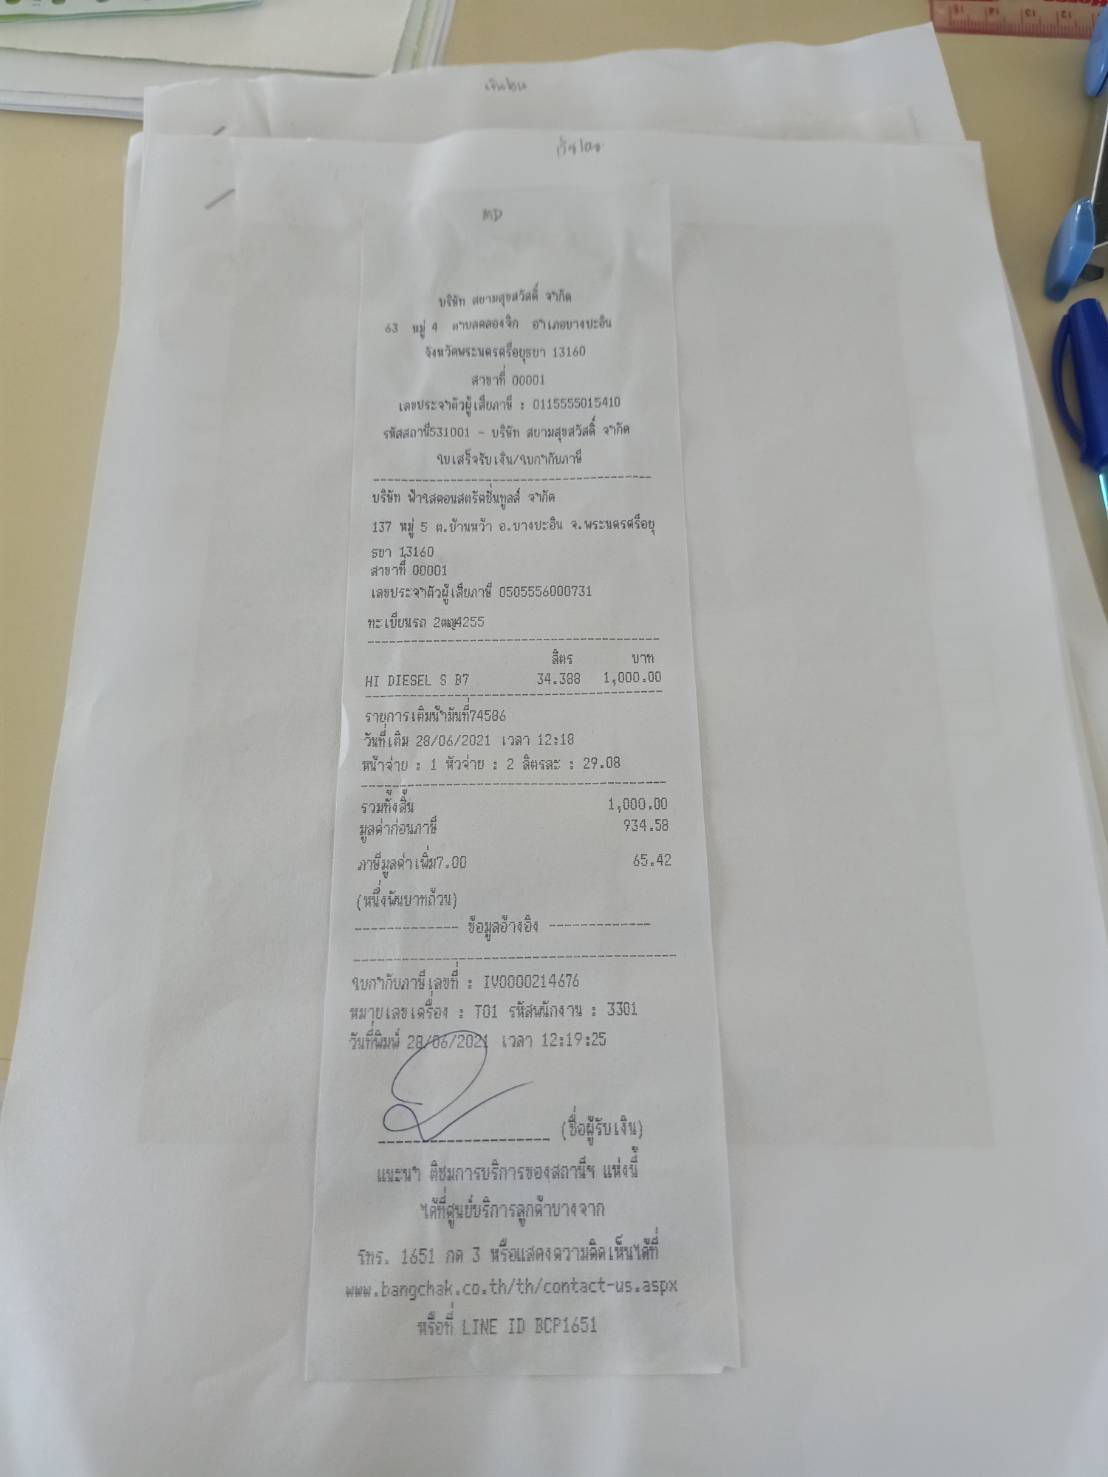 เงินโอน
MD
บริษัท สยามสุขสวัสดิ์ จำกัด
63 หมู่ 4 ตำบลคลองจิก อำเภอบางปะอิน
จังหวัดพระนครศรีอยุธยา 13160
สาขาที่ 00001
เลขประจำตัวผู้เสียภาษี : 0115555015410
รหัสสถานี531001 - บริษัท สยามสุขสวัสดิ์ จำกัด
ใบเสร็จรับเงิน/ใบกำกับภาษี
บริษัท ฟ้าใสคอนสตรัคชั่นทูลส์ จำกัด
137 หมู่ 5 ต.บ้านหว้า อ.บางปะอิน จ.พระนครศรีอยุ
ธยา 13160
สาขาที่ 00001
เลขประจำตัวผู้เสียภาษี 0505556000731
ทะเบียนรถ 2ฒญ4255
ลิตร บาท
HI DIESEL S B7 34.388 1,000.00
รายการเติมน้ำมันที่74586
วันที่เติม 28/06/2021 เวลา 12:18
หน้าจ่าย : 1 หัวจ่าย : 2 ลิตรละ : 29.08
รวมทั้งสิ้น 1,000.00
มูลค่าก่อนภาษี 934.58
ภาษีมูลค่าเพิ่ม7.00 65.42
(หนึ่งพันบาทถ้วน)
------------- ข้อมูลอ้างอิง -------------
ใบกำกับภาษีเลขที่ : IV0000214676
หมายเลขเครื่อง : T01 รหัสพนักงาน : 3301
วันที่พิมพ์ 28/06/2021 เวลา 12:19:25
(ชื่อผู้รับเงิน)
แนะนำ ติชมการบริการของสถานีฯ แห่งนี้
ได้ที่ศูนย์บริการลูกค้าบางจาก
โทร. 1651 กด 3 หรือแสดงความคิดเห็นได้ที่
www.bangchak.co.th/th/contact-us.aspx
หรือที่ LINE ID BCP1651